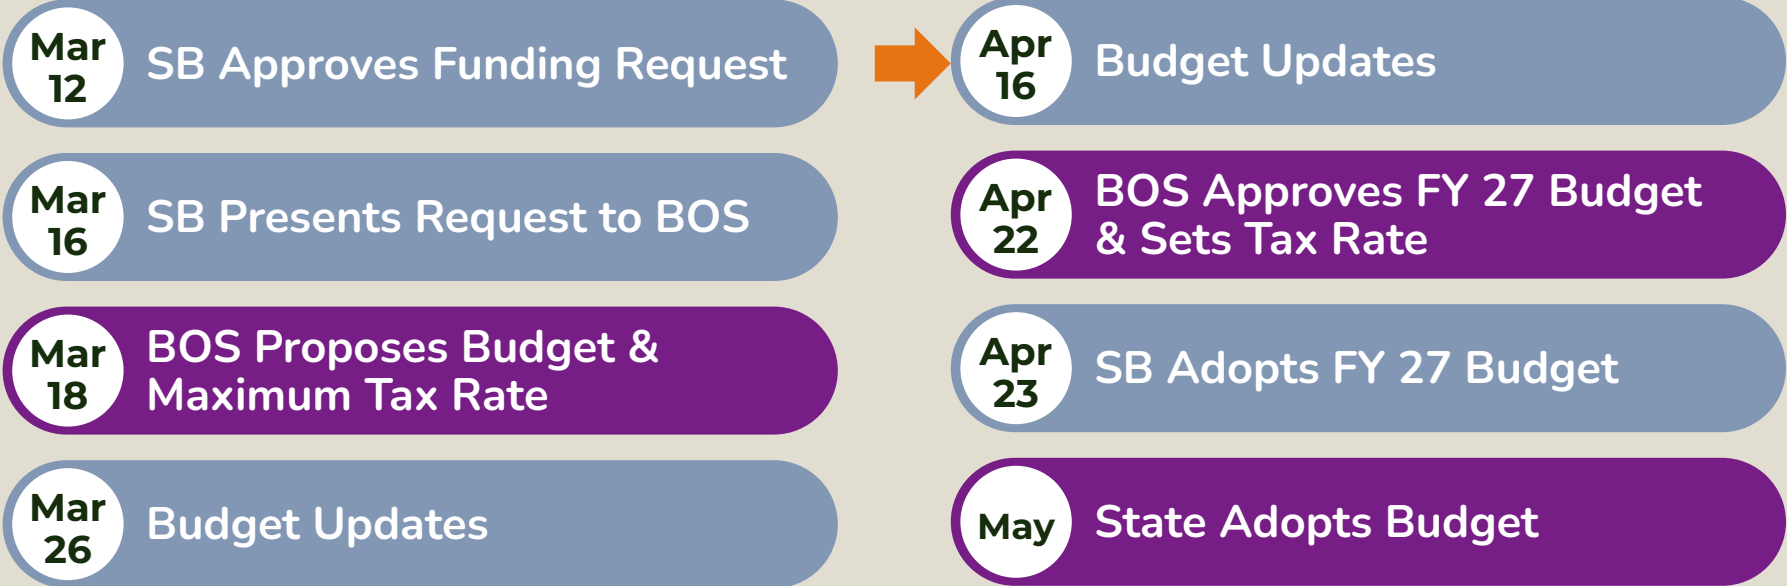 Mar
12
SB Approves Funding Request
Mar
16
SB Presents Request to BOS
Mar
18
BOS Proposes Budget &
Maximum Tax Rate
Mar
26
Budget Updates
Apr
16
Budget Updates
Apr
22
BOS Approves FY 27 Budget
& Sets Tax Rate
Apr
23
SB Adopts FY 27 Budget
May
State Adopts Budget